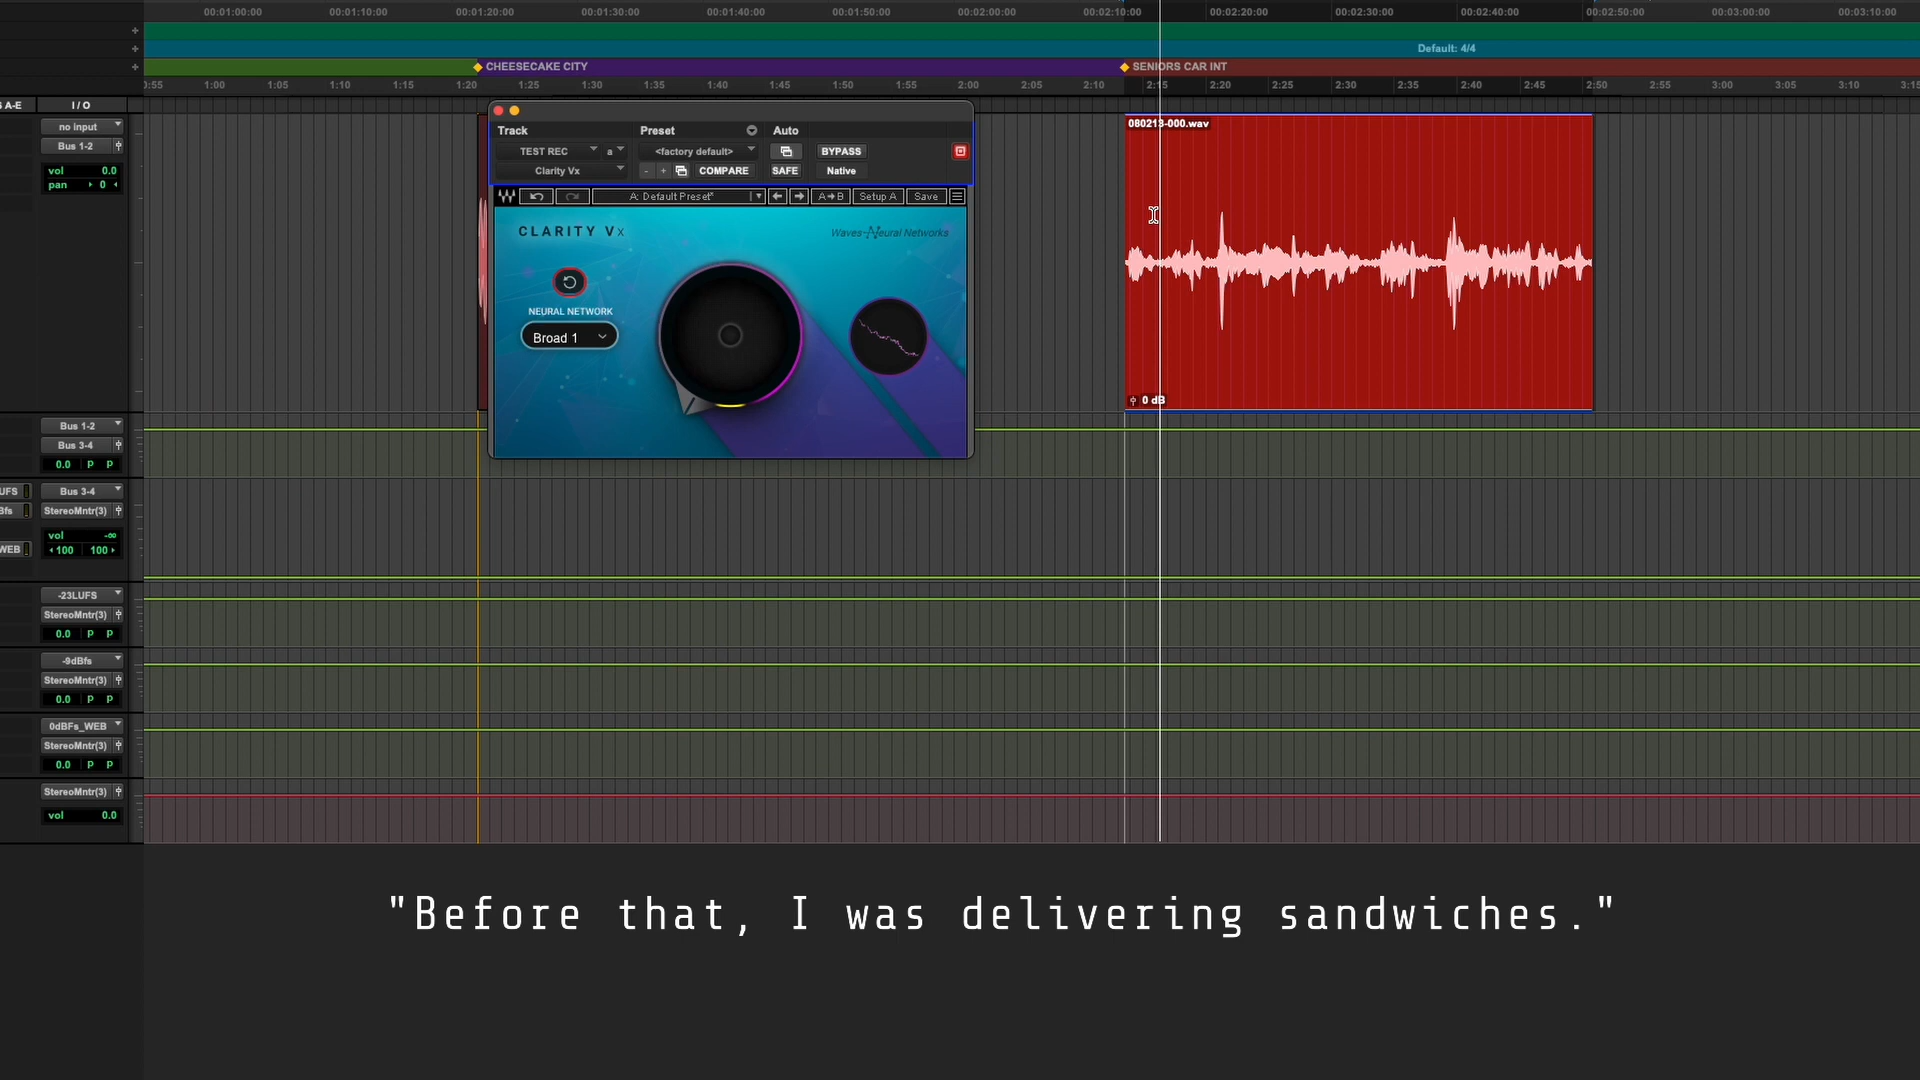 00:01:00:00 00:01:10:00 00:01:20:00 00:01:30:00 00:01:40:00 00:01:50:00 00:02:00:00 00:02:10:00 00:02:20:00 00:02:30:00 00:02:40:00 00:02:50:00 00:03:00:00 00:03:10:00
Default: 4/4
CHEESECAKE CITY SENIORS CAR INT
0:55 1:00 1:05 1:10 1:15 1:20 1:25 1:30 1:35 1:40 1:45 1:50 1:55 2:00 2:05 2:10 2:15 2:20 2:25 2:30 2:35 2:40 2:45 2:50 2:55 3:00 3:05 3:10 3:15
S A-E I / O
no input
Bus 1-2
vol 0.0
pan 0
Track Preset Auto
TEST REC a <factory default> BYPASS
Clarity Vx - + COMPARE SAFE Native
A: Default Preset* A→B Setup A Save
CLARITY Vx Waves Neural Networks
NEURAL NETWORK
Broad 1
080213-000.wav
0 dB
Bus 1-2
Bus 3-4
0.0 p p
UFS Bus 3-4
Bfs StereoMntr(3)
vol -∞
WEB 100 100
-23LUFS
StereoMntr(3)
0.0 p p
-9dBfs
StereoMntr(3)
0.0 p p
0dBFs_WEB
StereoMntr(3)
0.0 p p
StereoMntr(3)
vol 0.0
"Before that, I was delivering sandwiches."